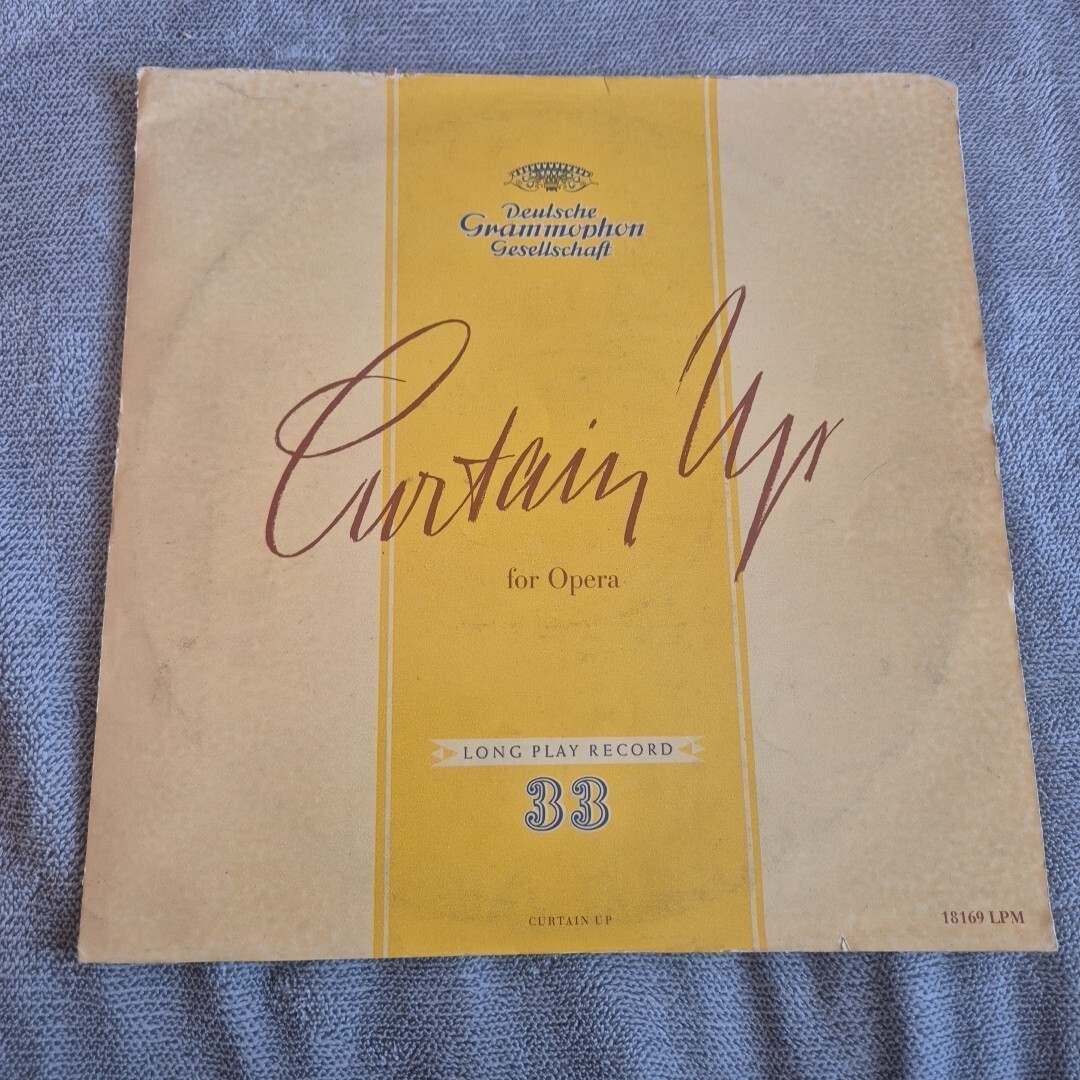 Deutsche
Grammophon
Gesellschaft
Curtain Up
for Opera
LONG PLAY RECORD
33
CURTAIN UP
18169 LPM